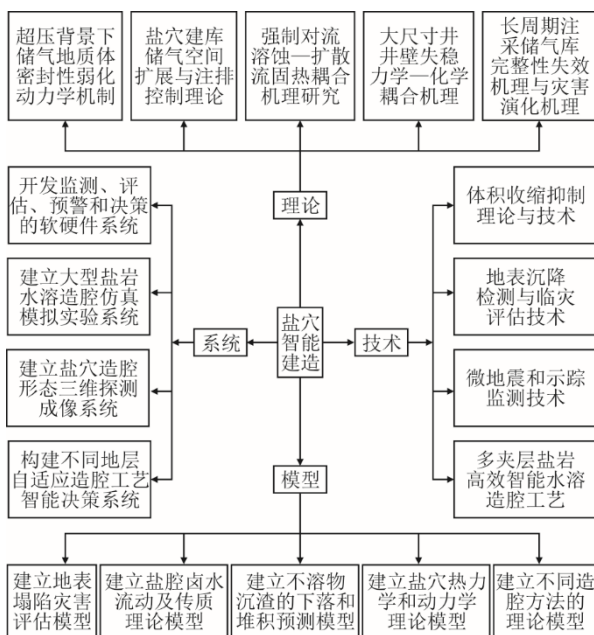 超压背景下
储气地质体
密封性弱化
动力学机制
盐穴建库
储气空间
扩展与注排
控制理论
强制对流
溶蚀—扩散
流固热耦合
机理研究
大尺寸井
井壁失稳
力学—化学
耦合机理
长周期注
采储气库
完整性失效
机理与灾害
演化机理
理论
开发监测、评
估、预警和决策
的软硬件系统
建立大型盐岩
水溶造腔仿真
模拟实验系统
建立盐穴造腔
形态三维探测
成像系统
构建不同地层
自适应造腔工艺
智能决策系统
系统
盐穴
智能
建造
技术
体积收缩抑制
理论与技术
地表沉降
检测与临灾
评估技术
微地震和示踪
监测技术
多夹层盐岩
高效智能水溶
造腔工艺
模型
建立地表
塌陷灾害
评估模型
建立盐腔卤水
流动及传质
理论模型
建立不溶物
沉渣的下落和
堆积预测模型
建立盐穴热力
学和动力学
理论模型
建立不同造
腔方法的理
论模型